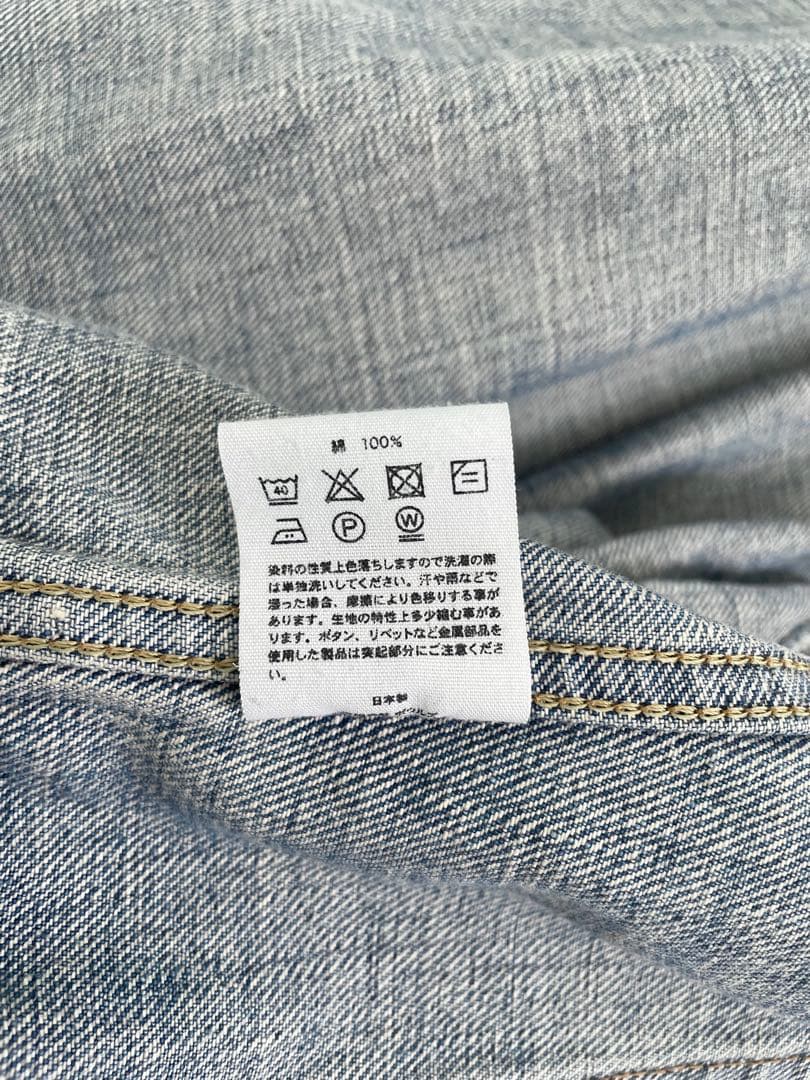 綿 100%
40
P W
染料の性質上色落ちしますので洗濯の際
は単独洗いしてください。汗や雨などで
湿った場合、摩擦により色移りする事が
あります。生地の特性上多少縮む事があ
ります。ボタン、リベットなど金属部品を
使用した製品は突起部分にご注意くださ
い。
日本製